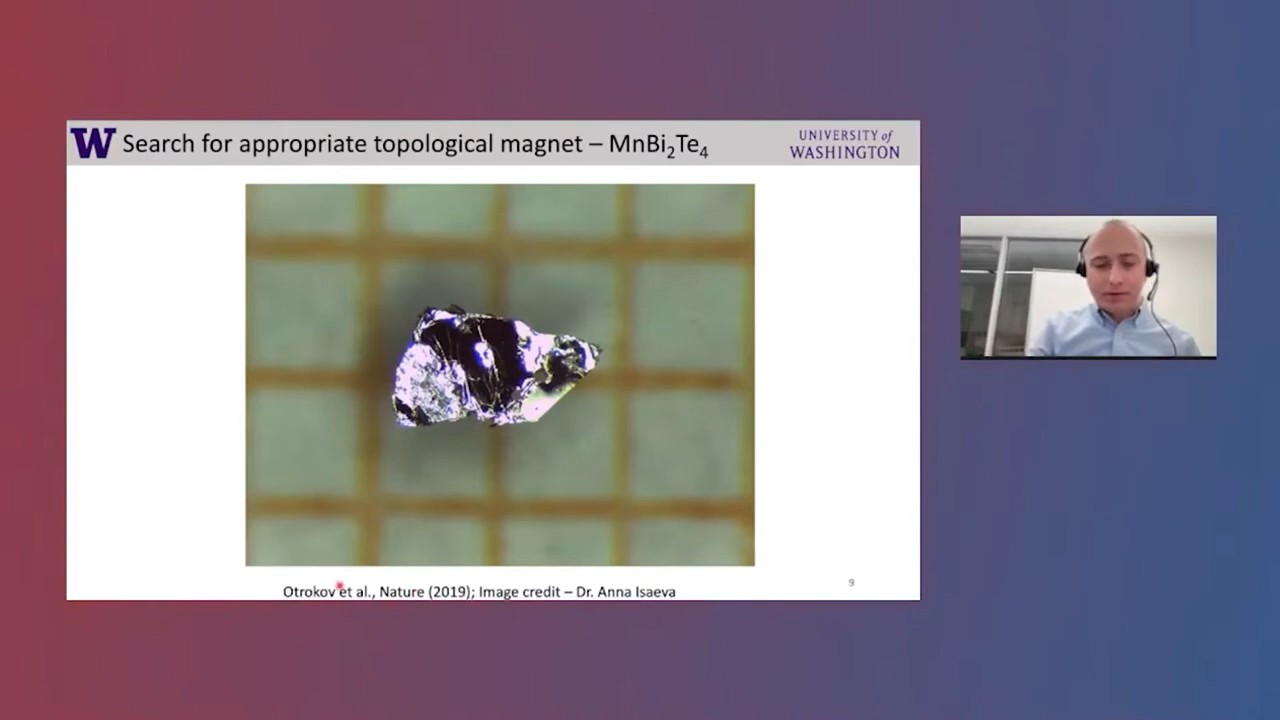 W Search for appropriate topological magnet – MnBi₂Te₄
UNIVERSITY of
WASHINGTON
Otrokov et al., Nature (2019); Image credit – Dr. Anna Isaeva
9